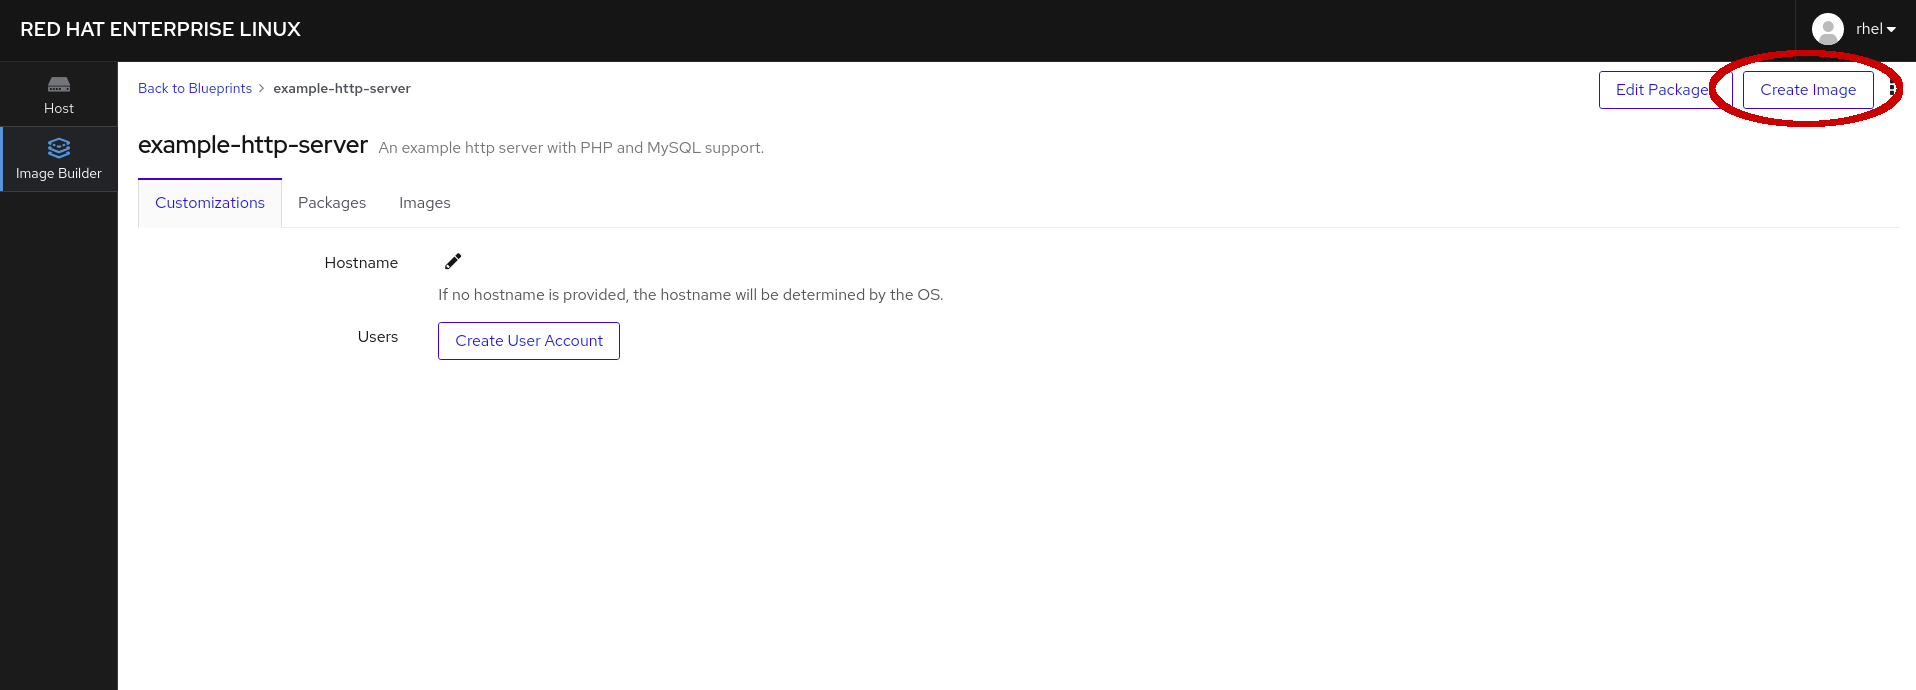 RED HAT ENTERPRISE LINUX
rhel
Host
Image Builder
Back to Blueprints > example-http-server
Edit Package
Create Image
example-http-server An example http server with PHP and MySQL support.
Customizations Packages Images
Hostname
If no hostname is provided, the hostname will be determined by the OS.
Users
Create User Account